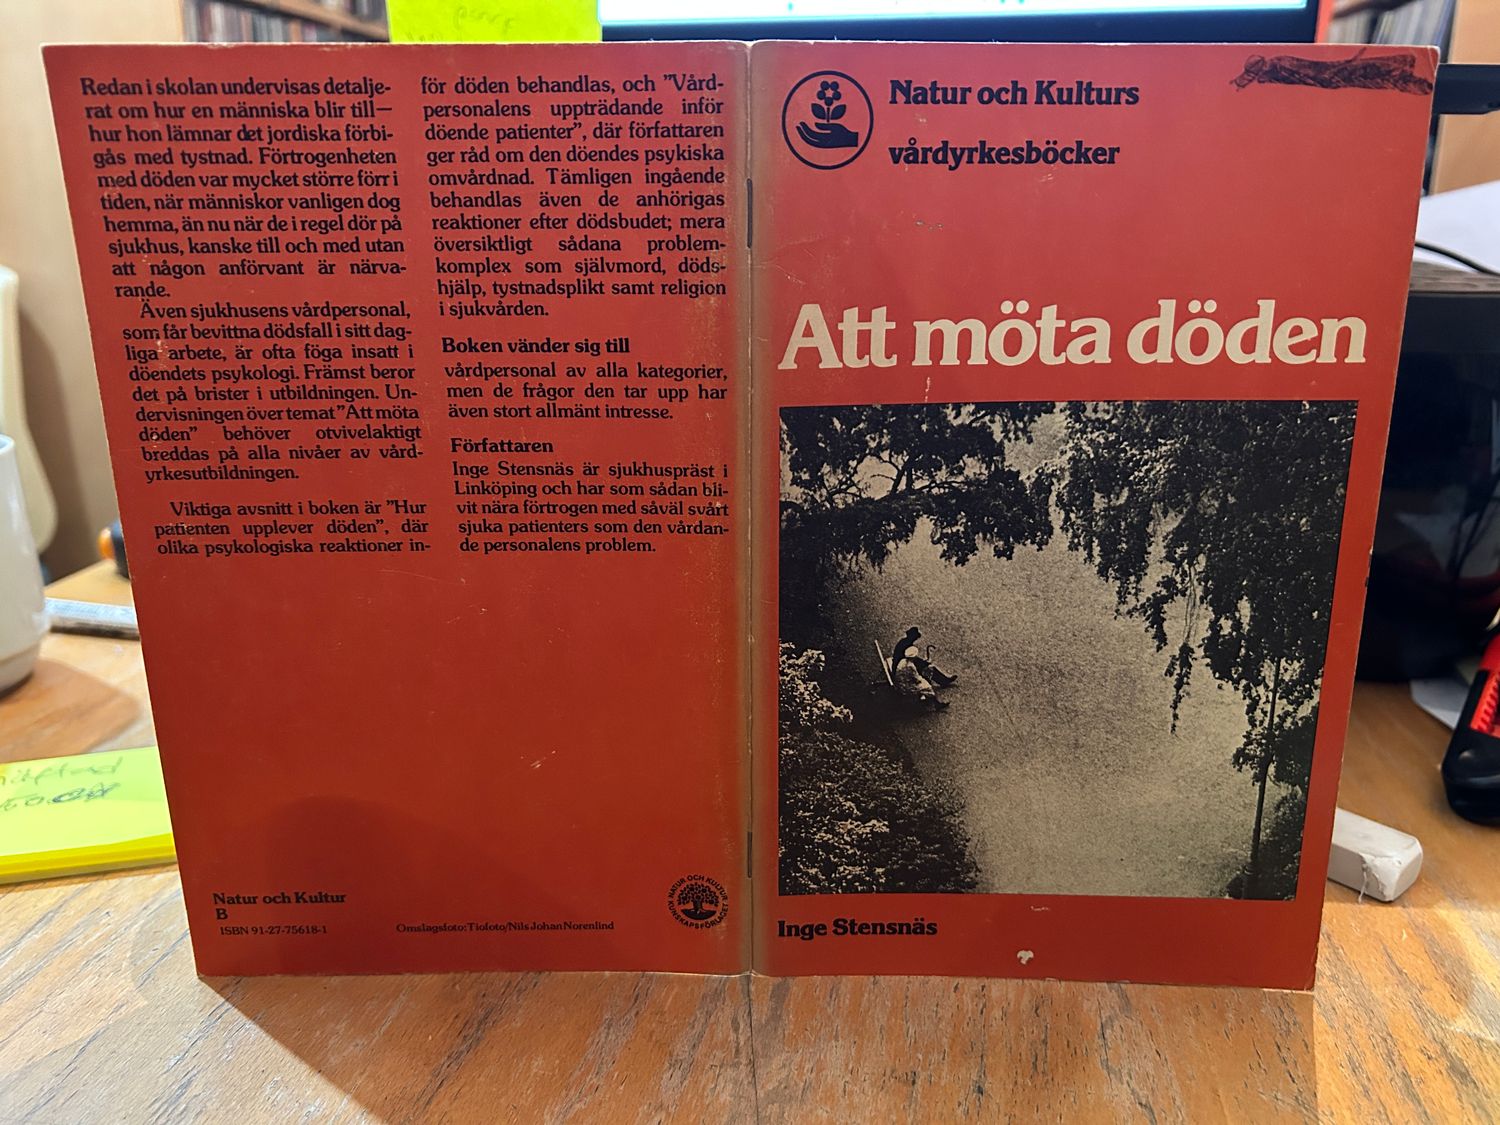 Redan i skolan undervisas detalje-
rat om hur en människa blir till—
hur hon lämnar det jordiska förbi-
gås med tystnad. Förtrogenheten
med döden var mycket större förr i
tiden, när människor vanligen dog
hemma, än nu när de i regel dör på
sjukhus, kanske till och med utan
att någon anförvant är närva-
rande.
Även sjukhusens vårdpersonal,
som får bevittna dödsfall i sitt dag-
liga arbete, är ofta föga insatt i
döendets psykologi. Främst beror
det på brister i utbildningen. Un-
dervisningen över temat ”Att möta
döden” behöver otvivelaktigt
breddas på alla nivåer av vård-
yrkesutbildningen.
Viktiga avsnitt i boken är ”Hur
patienten upplever döden”, där
olika psykologiska reaktioner in-
för döden behandlas, och ”Vård-
personalens uppträdande inför
döende patienter”, där författaren
ger råd om den döendes psykiska
omvårdnad. Tämligen ingående
behandlas även de anhörigas
reaktioner efter dödsbudet; mera
översiktligt sådana problem-
komplex som självmord, döds-
hjälp, tystnadsplikt samt religion
i sjukvården.
Boken vänder sig till
vårdpersonal av alla kategorier,
men de frågor den tar upp har
även stort allmänt intresse.
Författaren
Inge Stensnäs är sjukhuspräst i
Linköping och har som sådan bli-
vit nära förtrogen med såväl svårt
sjuka patienters som den vårdan-
de personalens problem.
Natur och Kultur
B
ISBN 91-27-75618-1
Omslagsfoto: Tiofoto/Nils Johan Norenlind
NATUR OCH KULTUR
KUNSKAPSFÖRLAGET
Natur och Kulturs
vårdyrkesböcker
Att möta döden
Inge Stensnäs